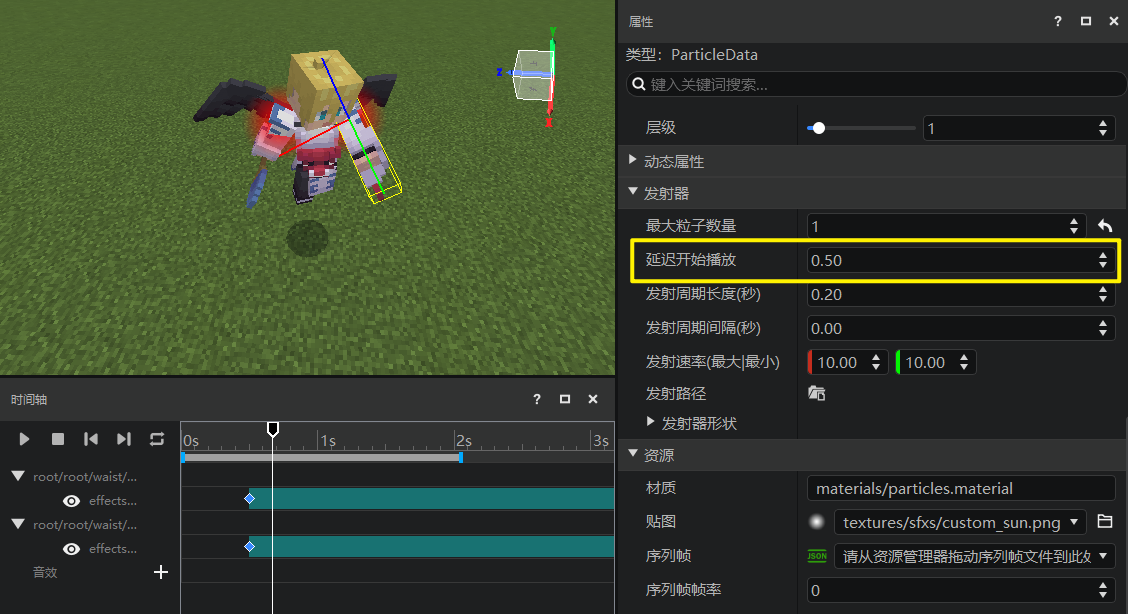 属性
?
类型: ParticleData
键入关键词搜索...
层级 1
动态属性
发射器
最大粒子数量 1
延迟开始播放 0.50
发射周期长度(秒) 0.20
发射周期间隔(秒) 0.00
发射速率(最大|最小) 10.00 10.00
发射路径
发射器形状
资源
材质 materials/particles.material
贴图 textures/sfxs/custom_sun.png
序列帧 JSON 请从资源管理器拖动序列帧文件到此处
序列帧帧率 0
Y
Z
X
时间轴
?
0s 1s 2s 3s
root/root/waist/...
effects...
root/root/waist/...
effects...
音效